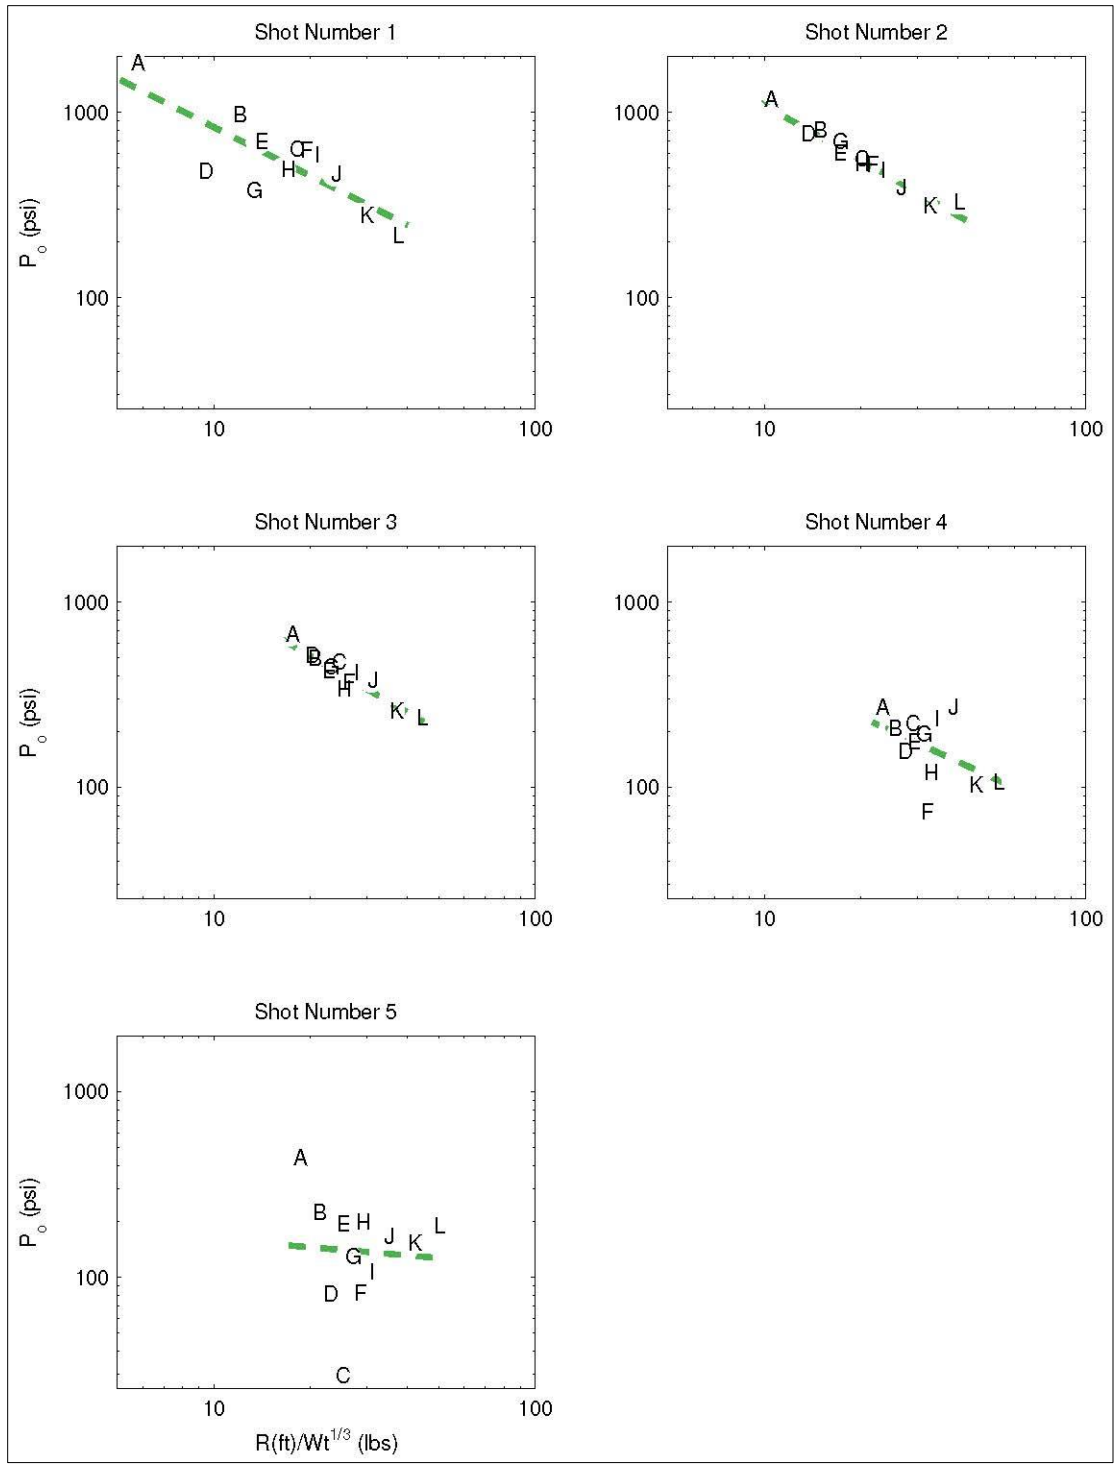 Shot Number 1
Shot Number 2
1000
1000
100
100
P_o (psi)
A
B
C
D
E
F
G
H
I
J
K
L
A
B
C
D
E
F
G
H
I
J
K
L
10
100
10
100
Shot Number 3
Shot Number 4
1000
1000
100
100
P_o (psi)
A
B
C
D
E
F
G
H
I
J
K
L
A
B
C
D
E
F
G
H
I
J
K
L
10
100
10
100
Shot Number 5
1000
100
P_o (psi)
A
B
C
D
E
F
G
H
I
J
K
L
10
100
R(ft)/Wt^1/3 (lbs)